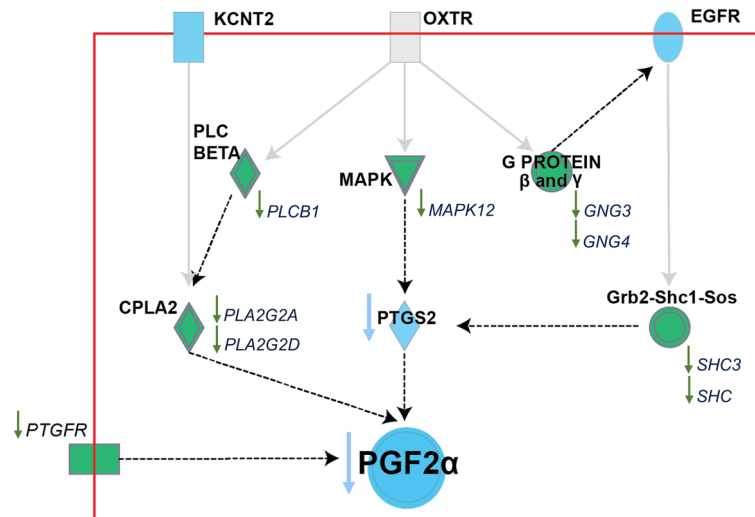 KCNT2
OXTR
EGFR
PLC
BETA
MAPK
G PROTEIN
β and γ
PLCB1
MAPK12
GNG3
GNG4
CPLA2
PLA2G2A
PLA2G2D
PTGS2
Grb2-Shc1-Sos
SHC3
SHC
PTGFR
PGF2α